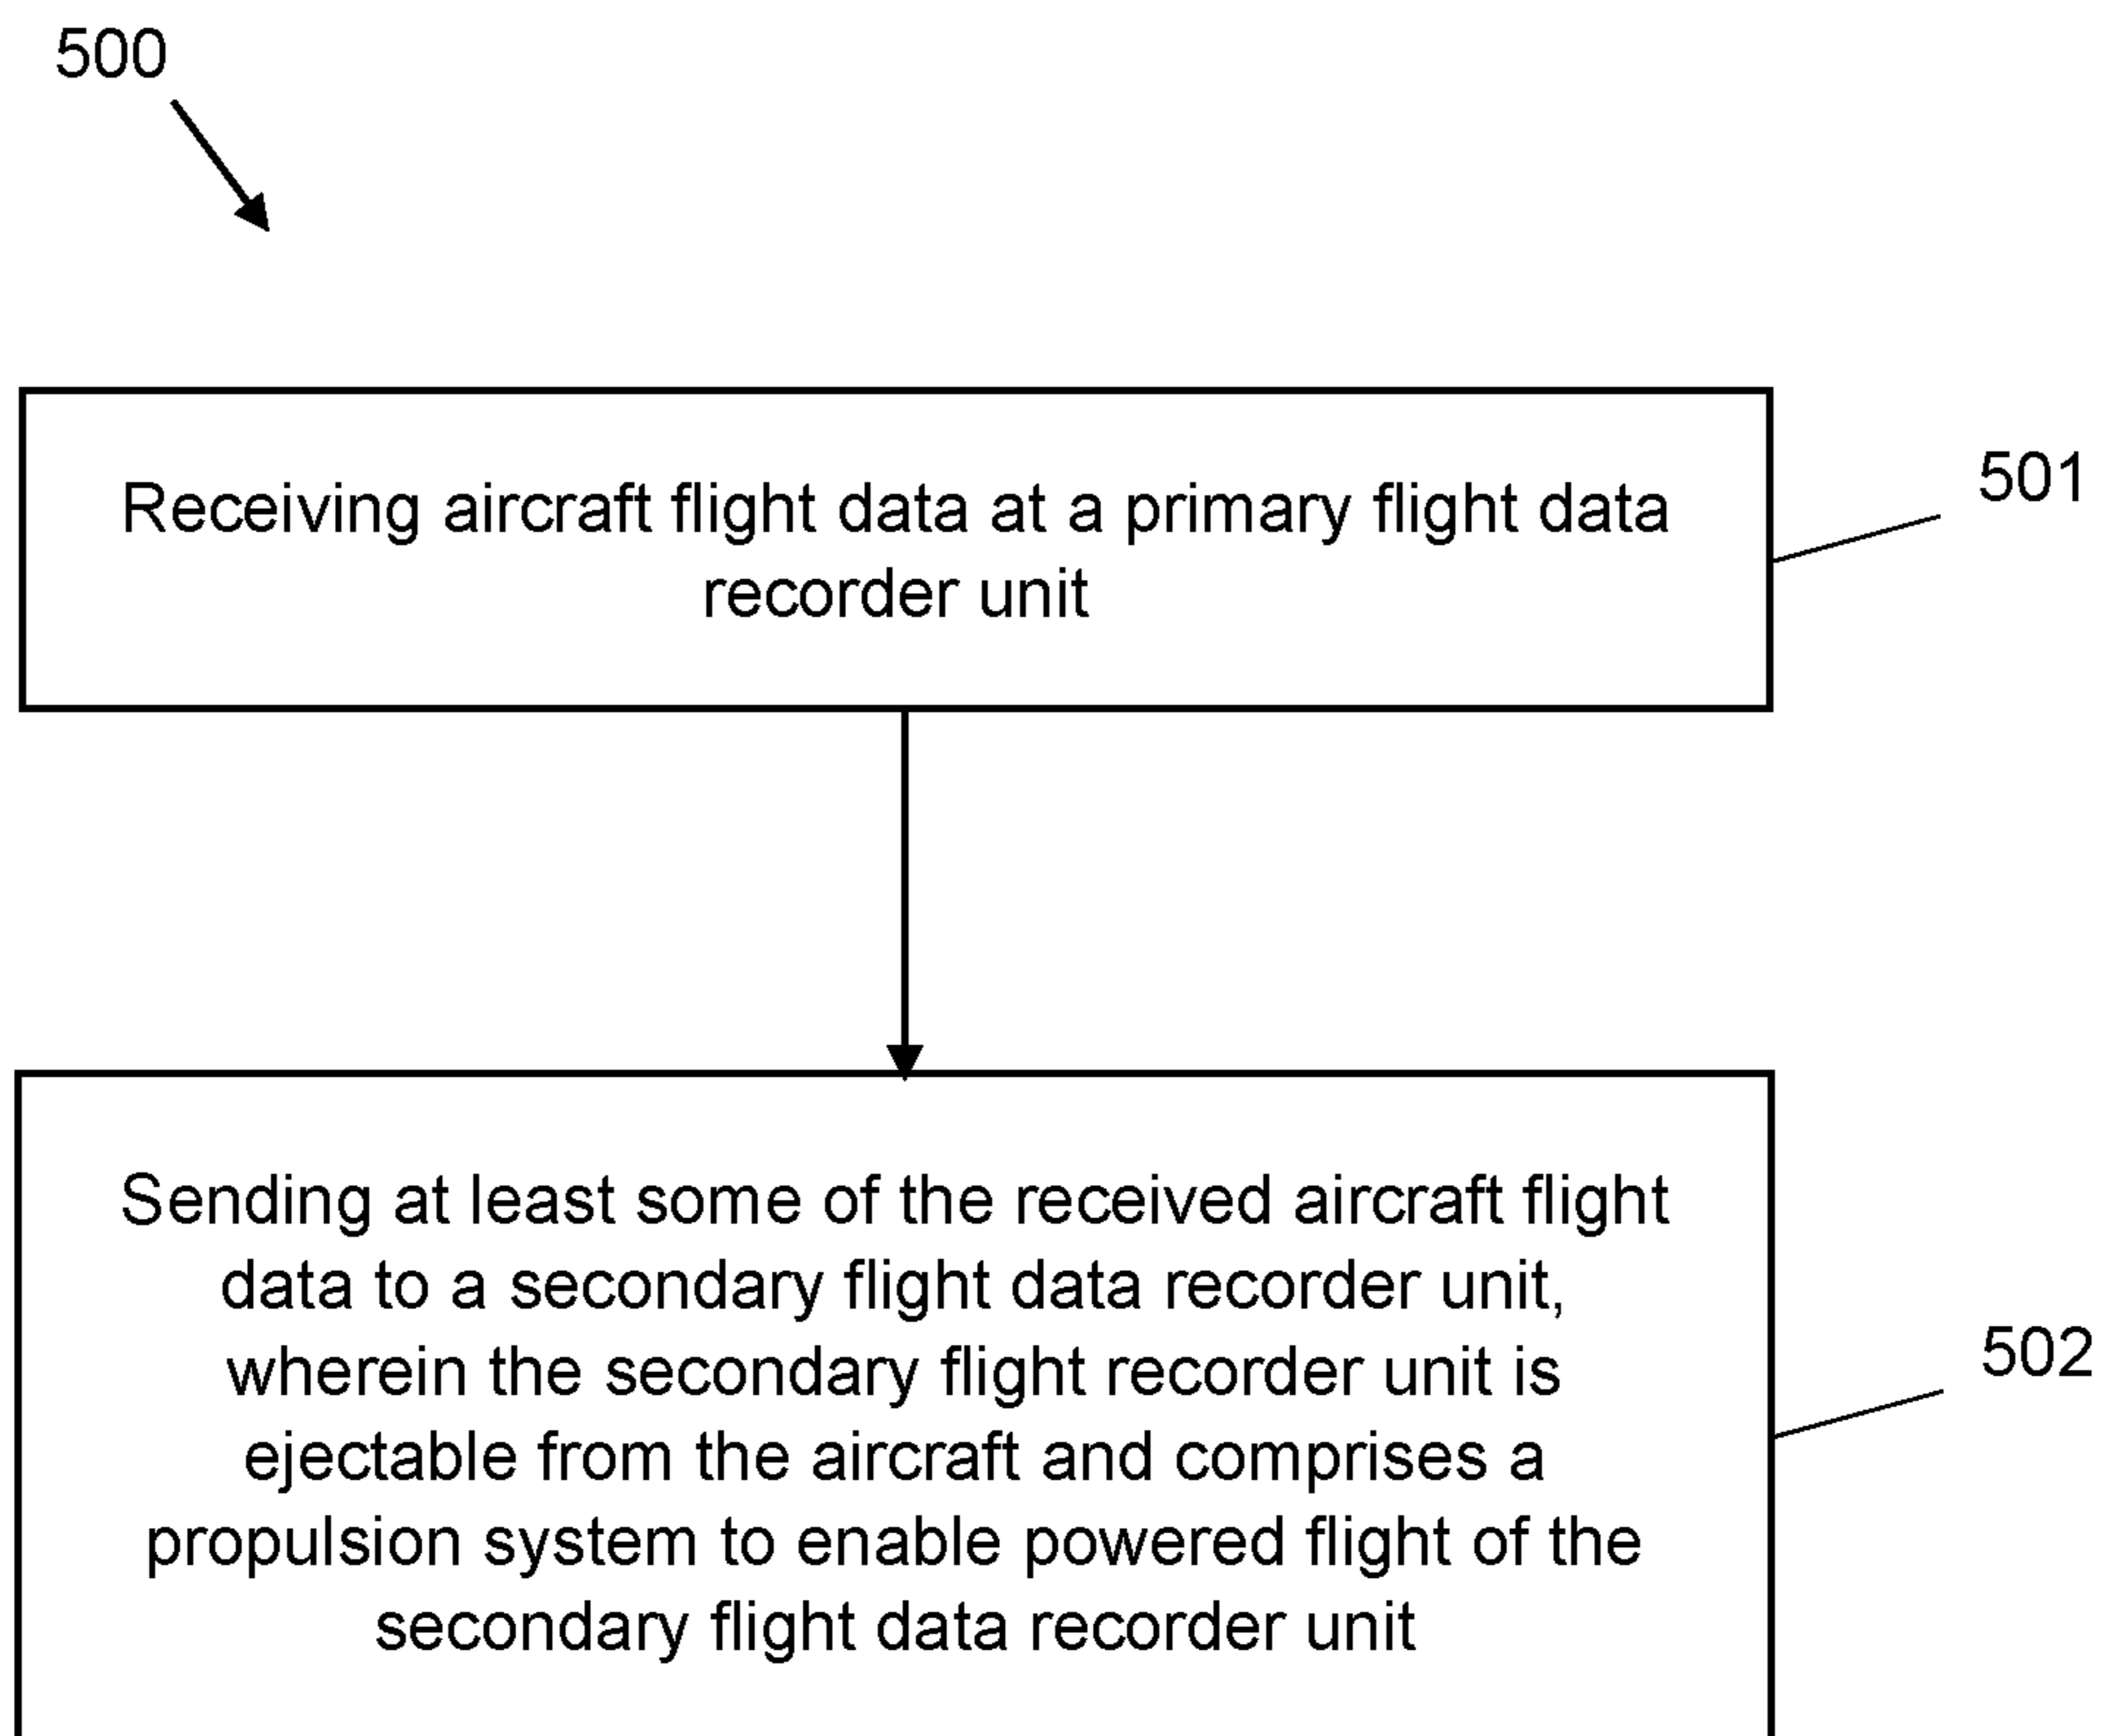 500
Receiving aircraft flight data at a primary flight data
recorder unit
501
Sending at least some of the received aircraft flight
data to a secondary flight data recorder unit,
wherein the secondary flight recorder unit is
ejectable from the aircraft and comprises a
propulsion system to enable powered flight of the
secondary flight data recorder unit
502